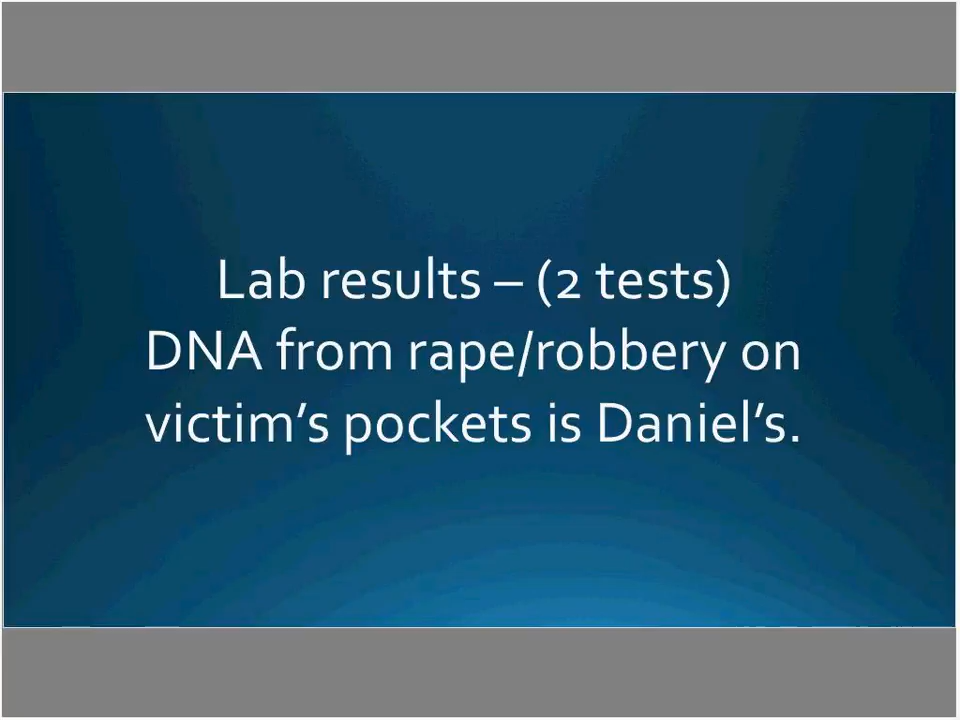 Lab results – (2 tests)
DNA from rape/robbery on
victim’s pockets is Daniel’s.